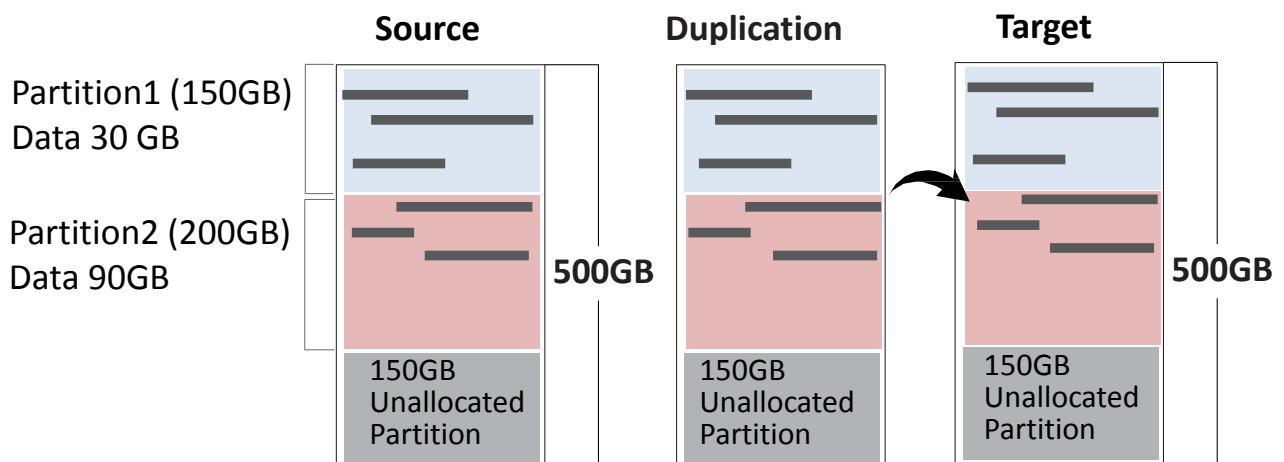 Source
Duplication
Target
Partition1 (150GB)
Data 30 GB
Partition2 (200GB)
Data 90GB
500GB
500GB
150GB
Unallocated
Partition
150GB
Unallocated
Partition
150GB
Unallocated
Partition